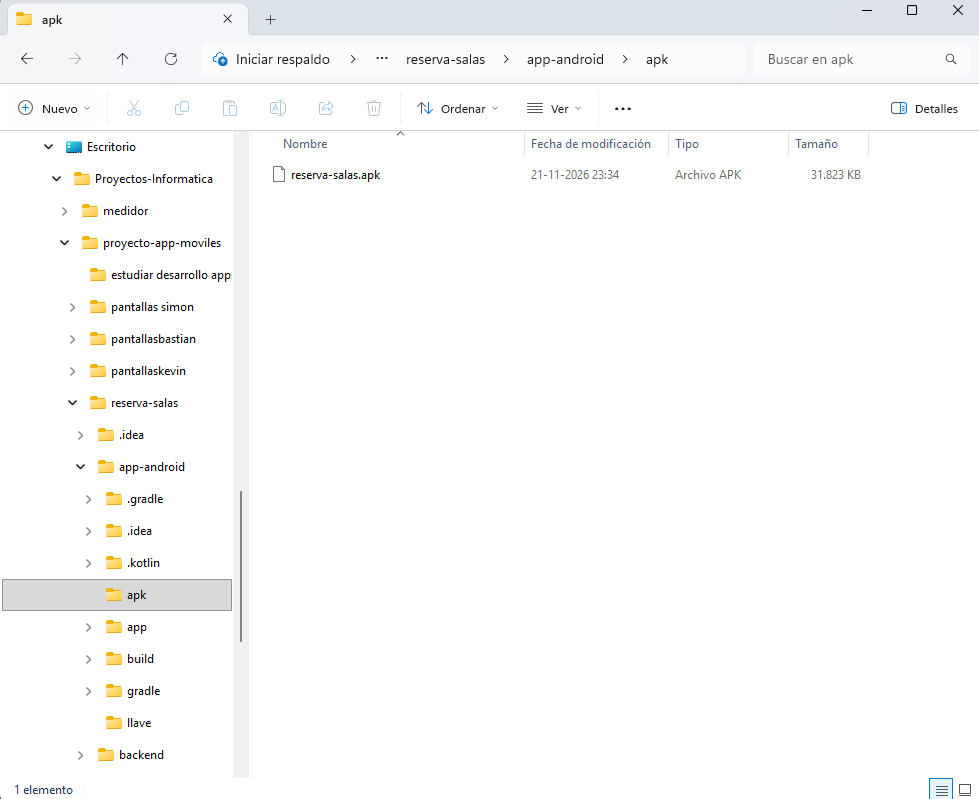 apk
Iniciar respaldo > ... reserva-salas > app-android > apk
Buscar en apk
Nuevo
Ordenar
Ver
Detalles
Escritorio
Proyectos-Informatica
medidor
proyecto-app-moviles
estudiar desarrollo app
pantallas simon
pantallasbastian
pantallaskevin
reserva-salas
.idea
app-android
.gradle
.idea
.kotlin
apk
app
build
gradle
llave
backend
Nombre Fecha de modificación Tipo Tamaño
reserva-salas.apk 21-11-2026 23:34 Archivo APK 31.823 KB
1 elemento